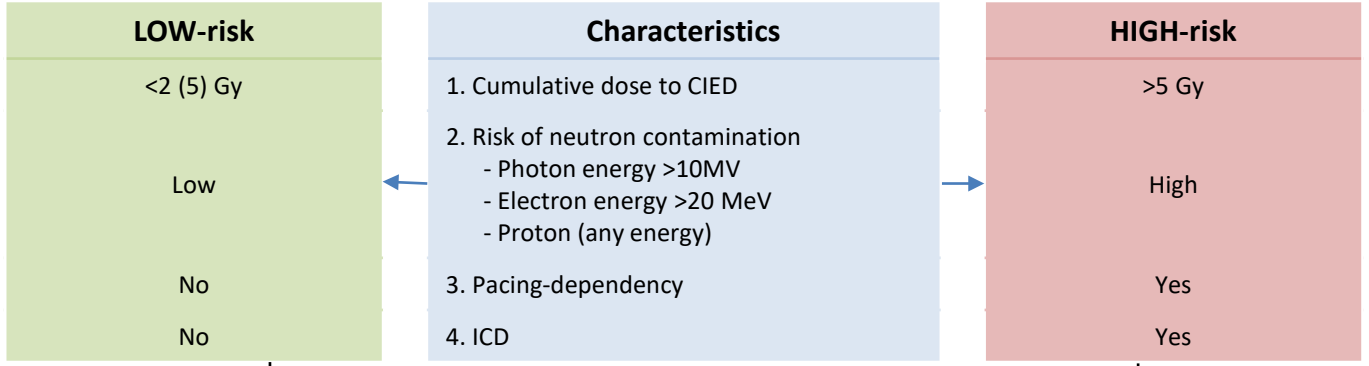 LOW-risk Characteristics HIGH-risk
<2 (5) Gy 1. Cumulative dose to CIED >5 Gy
2. Risk of neutron contamination
- Photon energy >10MV
Low High
- Electron energy >20 MeV
- Proton (any energy)
No 3. Pacing-dependency Yes
No 4. ICD Yes